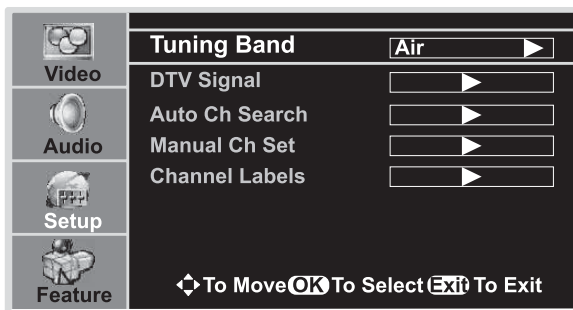 Video
Audio
Setup
Feature
Tuning Band Air
DTV Signal
Auto Ch Search
Manual Ch Set
Channel Labels
To Move OK To Select Exit To Exit